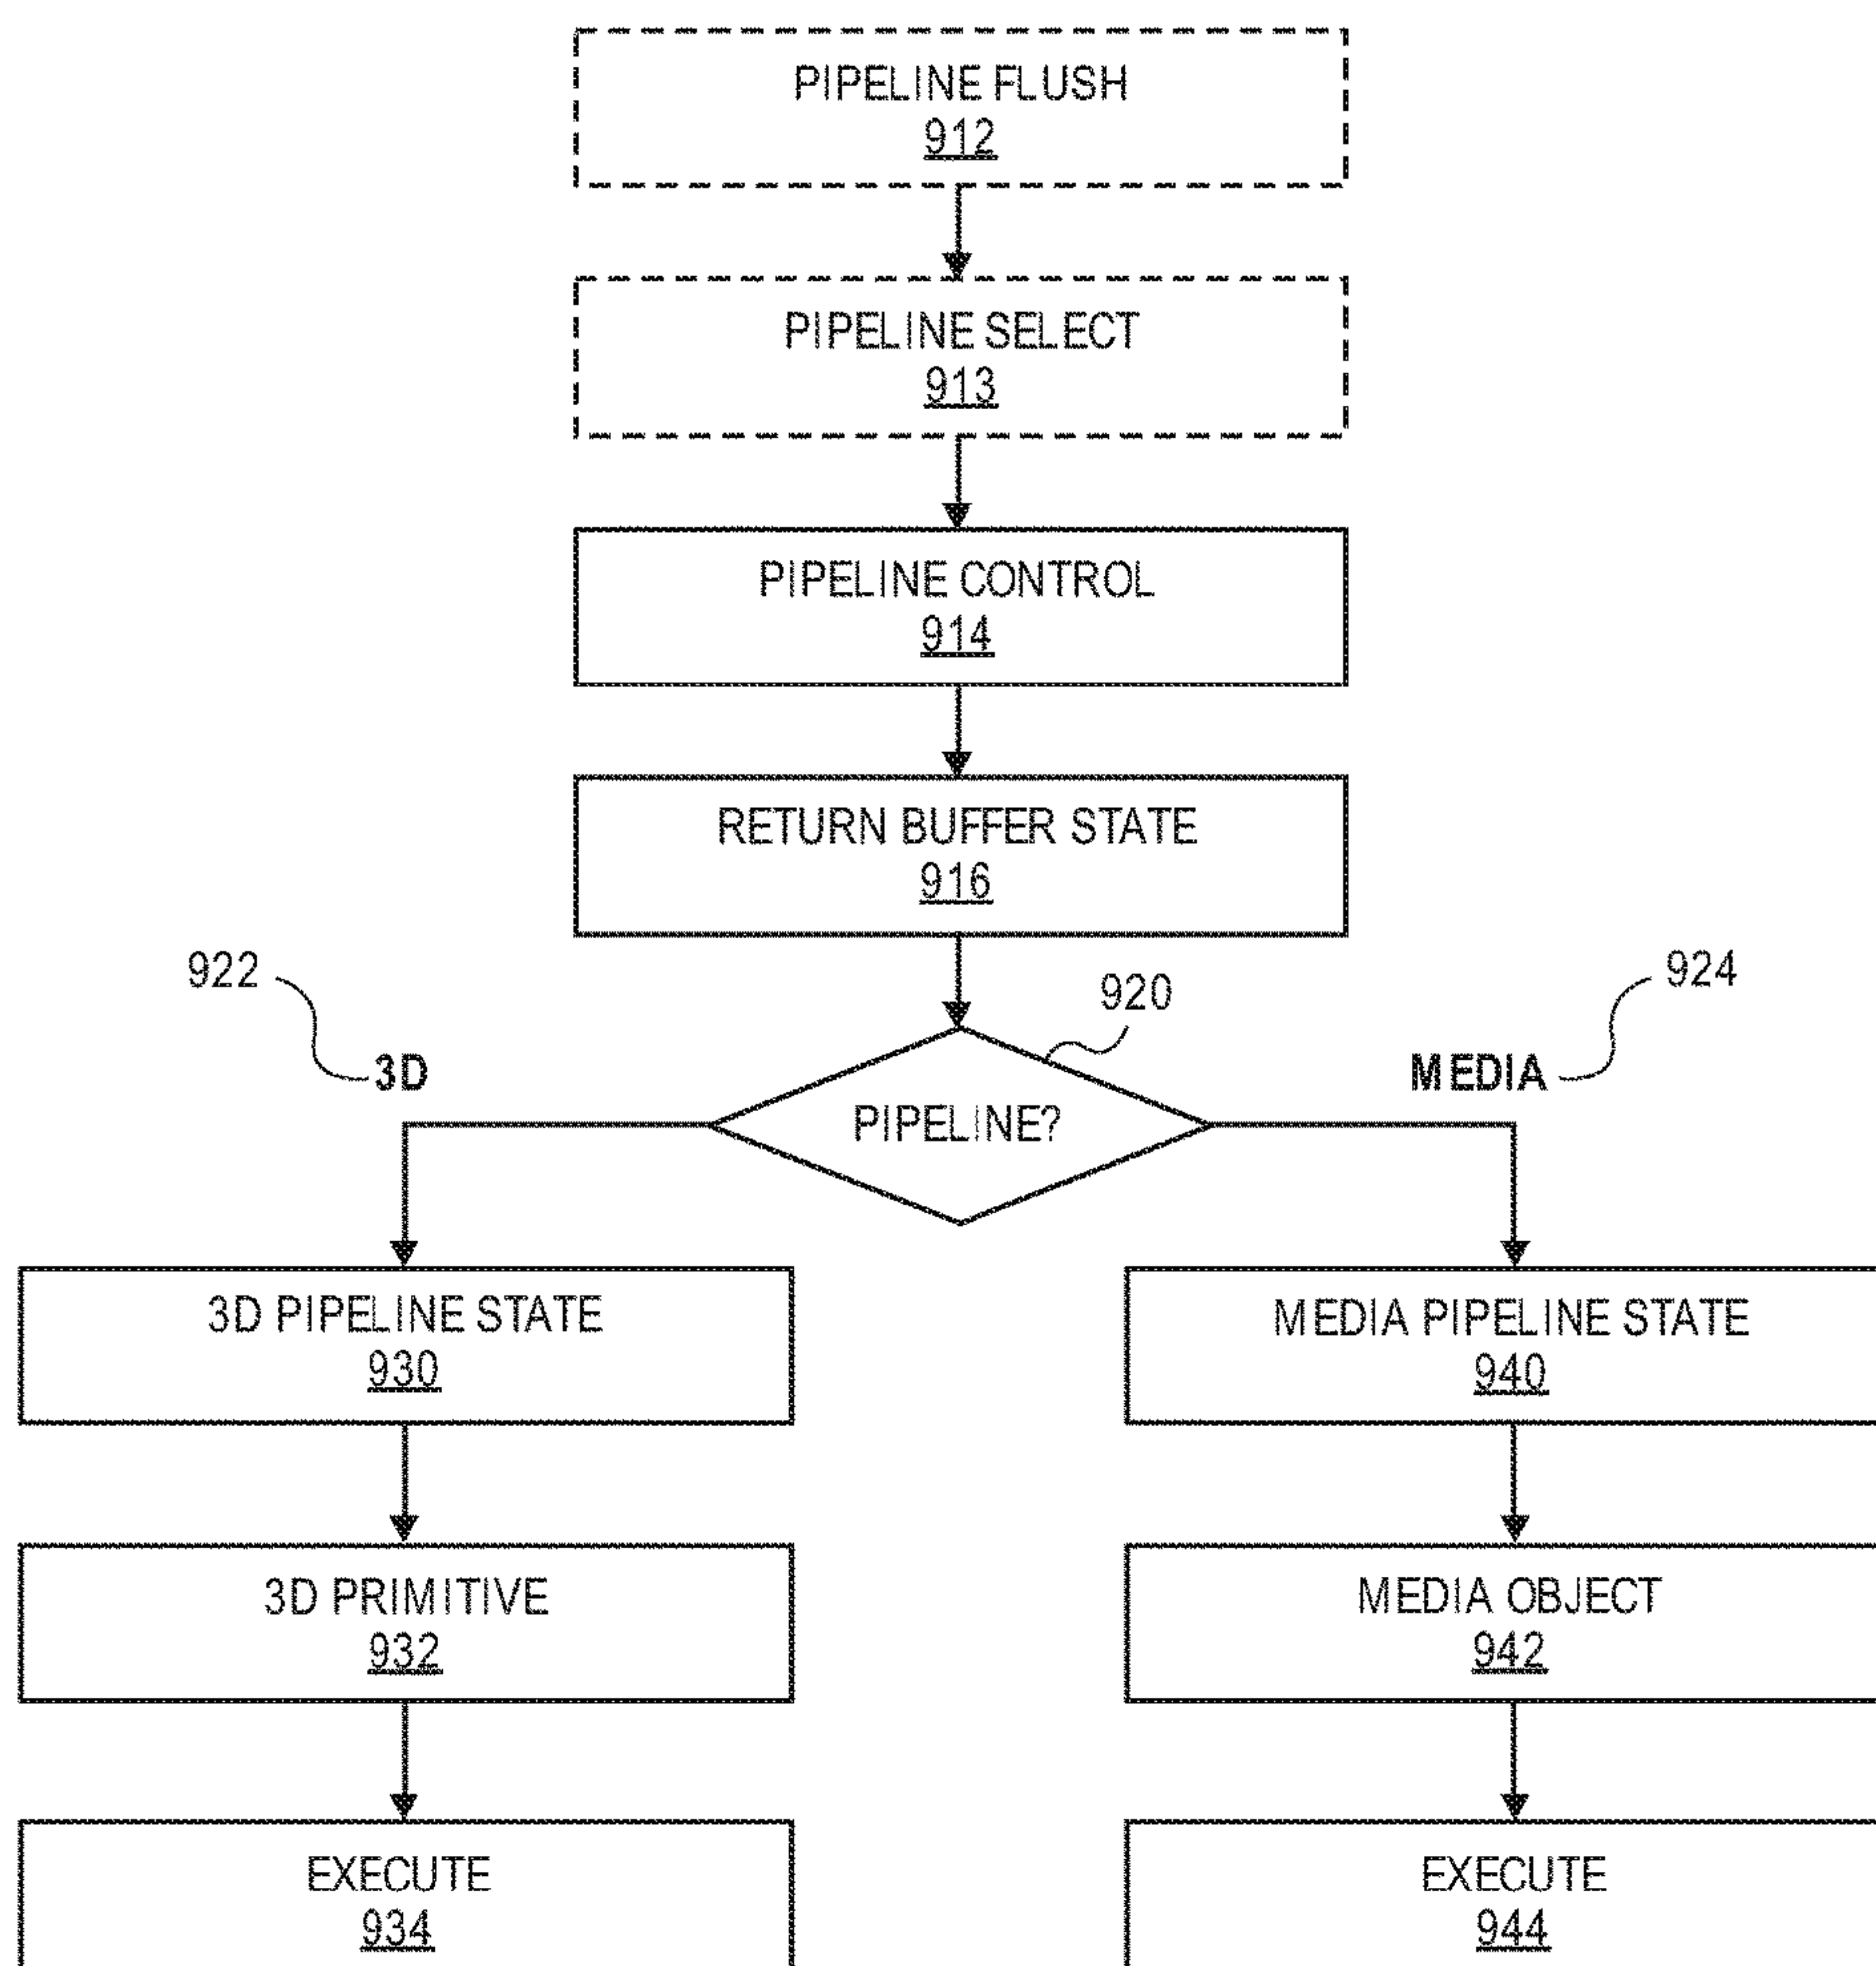 PIPELINE FLUSH
912
PIPELINE SELECT
913
PIPELINE CONTROL
914
RETURN BUFFER STATE
916
922
920
924
3D
MEDIA
PIPELINE?
3D PIPELINE STATE
930
MEDIA PIPELINE STATE
940
3D PRIMITIVE
932
MEDIA OBJECT
942
EXECUTE
934
EXECUTE
944